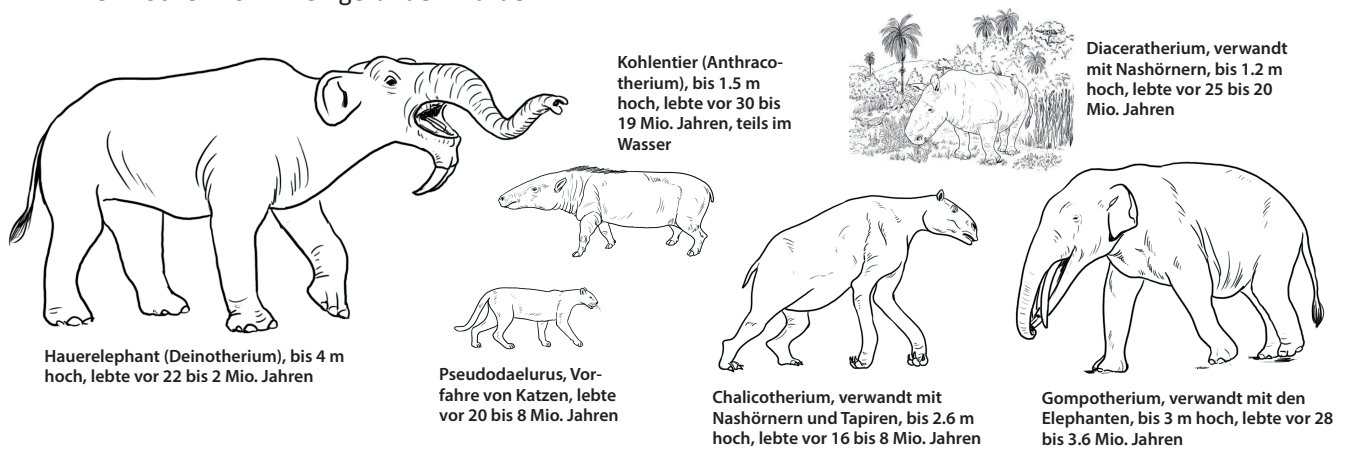 Kohlentier (Anthraco-
therium), bis 1.5 m
hoch, lebte vor 30 bis
19 Mio. Jahren, teils im
Wasser
Diaceratherium, verwandt
mit Nashörnern, bis 1.2 m
hoch, lebte vor 25 bis 20
Mio. Jahren
Hauerelephant (Deinotherium), bis 4 m
hoch, lebte vor 22 bis 2 Mio. Jahren
Pseudodaelurus, Vor-
fahre von Katzen, lebte
vor 20 bis 8 Mio. Jahren
Chalicotherium, verwandt mit
Nashörnern und Tapiren, bis 2.6 m
hoch, lebte vor 16 bis 8 Mio. Jahren
Gompotherium, verwandt mit den
Elephanten, bis 3 m hoch, lebte vor 28
bis 3.6 Mio. Jahren